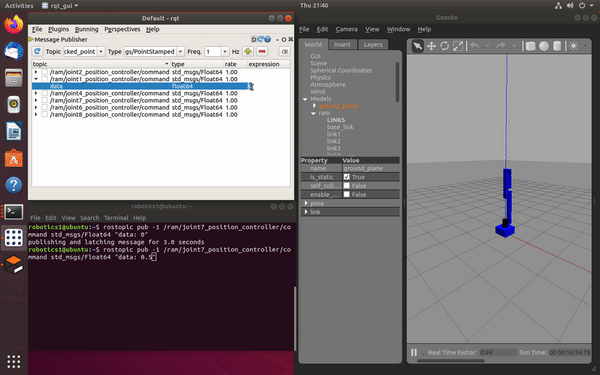 Activities
rqt_gui
Thu 21:40
Default - rqt
File Plugins Running Perspectives Help
Message Publisher
Topic cked_point Type gs/PointStamped Freq. 1 Hz
topic type rate expression
/ram/joint2_position_controller/command std_msgs/Float64 1.00
/ram/joint1_position_controller/command std_msgs/Float64 1.00
data float64
/ram/joint4_position_controller/command std_msgs/Float64 1.00
/ram/joint7_position_controller/command std_msgs/Float64 1.00
/ram/joint6_position_controller/command std_msgs/Float64 1.00
/ram/joint8_position_controller/command std_msgs/Float64 1.00
robotics1@ubuntu: ~
File Edit View Search Terminal Help
robotics1@ubuntu:~$ rostopic pub -1 /ram/joint7_position_controller/co
mmand std_msgs/Float64 "data: 0"
publishing and latching message for 3.0 seconds
robotics1@ubuntu:~$ rostopic pub -1 /ram/joint7_position_controller/co
mmand std_msgs/Float64 "data: 0.5
Gazebo
File Edit Camera View Window Help
World Insert Layers
GUI
Scene
Spherical Coordinates
Physics
Atmosphere
Wind
Models
ground_plane
ram
LINKS
base_link
link1
link2
link3
Property Value
name ground_plane
is_static True
self_coll... False
enable_... False
pose
link
Real Time Factor: 0.94 Sim Time: